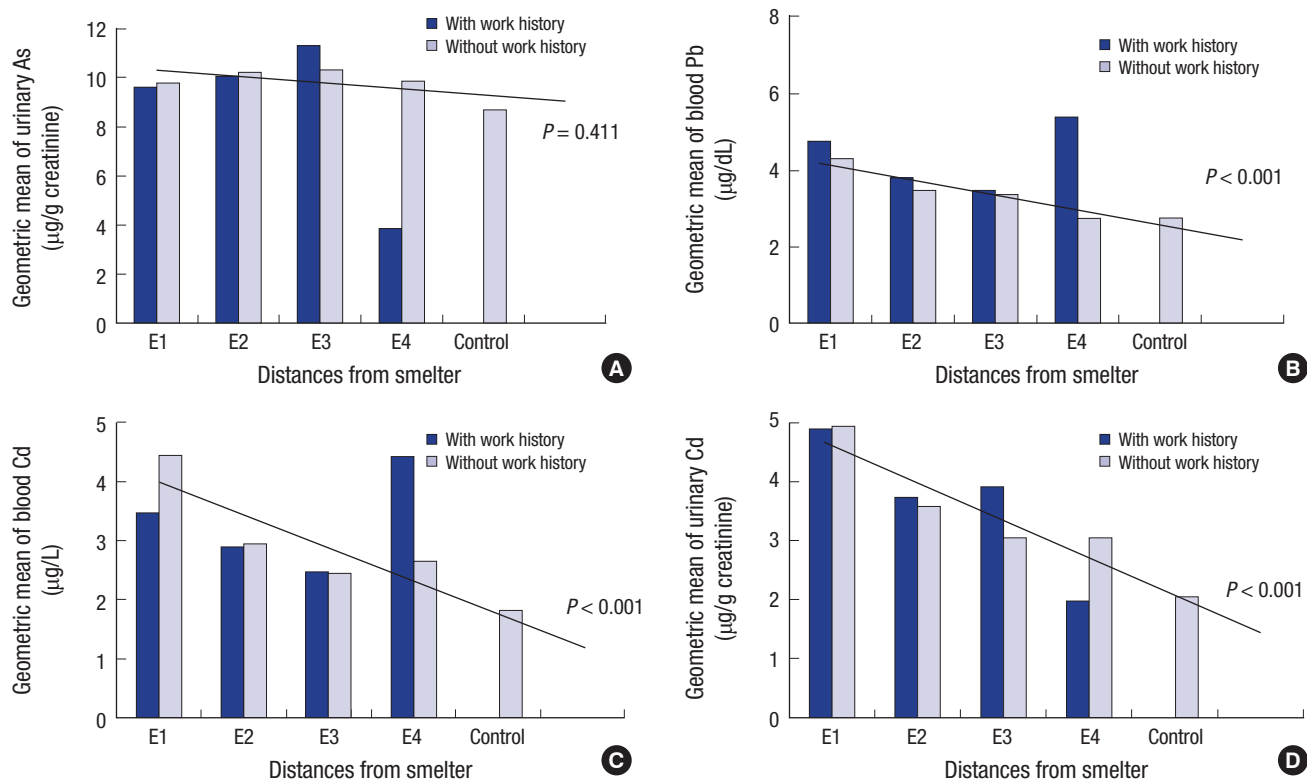 Geometric mean of urinary As
(µg/g creatinine)
12
10
8
6
4
2
0
With work history
Without work history
P = 0.411
E1 E2 E3 E4 Control
Distances from smelter
A
Geometric mean of blood Pb
(µg/dL)
8
6
4
2
0
With work history
Without work history
P < 0.001
E1 E2 E3 E4 Control
Distances from smelter
B
Geometric mean of blood Cd
(µg/L)
5
4
3
2
1
0
With work history
Without work history
P < 0.001
E1 E2 E3 E4 Control
Distances from smelter
C
Geometric mean of urinary Cd
(µg/g creatinine)
5
4
3
2
1
0
With work history
Without work history
P < 0.001
E1 E2 E3 E4 Control
Distances from smelter
D